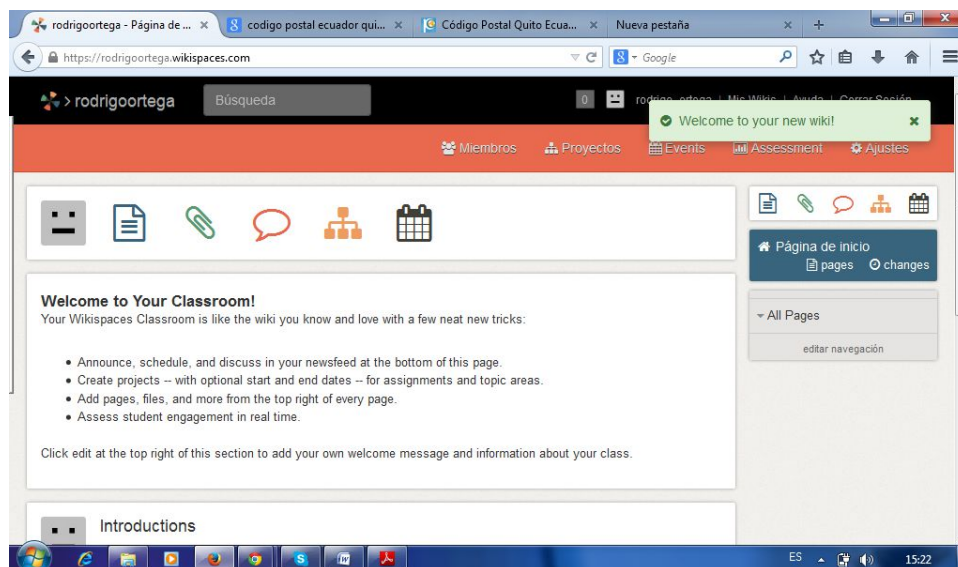 rodrigoortega - Página de ... ×
codigo postal ecuador qui... ×
Código Postal Quito Ecua... ×
Nueva pestaña ×
https://rodrigoortega.wikispaces.com
Google
> rodrigoortega
Búsqueda
0
rodrigo_ortega | Mis Wikis | Ayuda | Cerrar Sesión
Welcome to your new wiki! ×
Miembros
Proyectos
Events
Assessment
Ajustes
Página de inicio
pages changes
Welcome to Your Classroom!
Your Wikispaces Classroom is like the wiki you know and love with a few neat new tricks:
• Announce, schedule, and discuss in your newsfeed at the bottom of this page.
• Create projects -- with optional start and end dates -- for assignments and topic areas.
• Add pages, files, and more from the top right of every page.
• Assess student engagement in real time.
Click edit at the top right of this section to add your own welcome message and information about your class.
All Pages
editar navegación
Introductions
ES
15:22